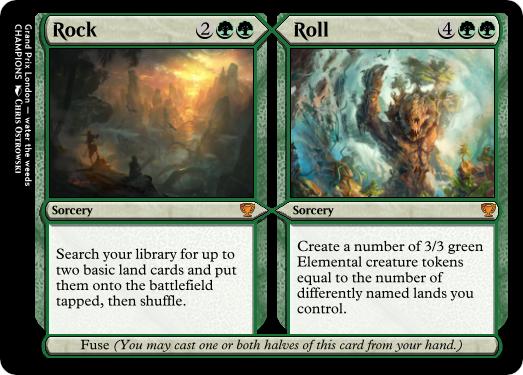 Rock 2
Roll 4
Grand Prix London — water the weeds
CHAMPIONS Chris Ostrowski
Sorcery
Sorcery
Search your library for up to
two basic land cards and put
them onto the battlefield
tapped, then shuffle.
Create a number of 3/3 green
Elemental creature tokens
equal to the number of
differently named lands you
control.
Fuse (You may cast one or both halves of this card from your hand.)